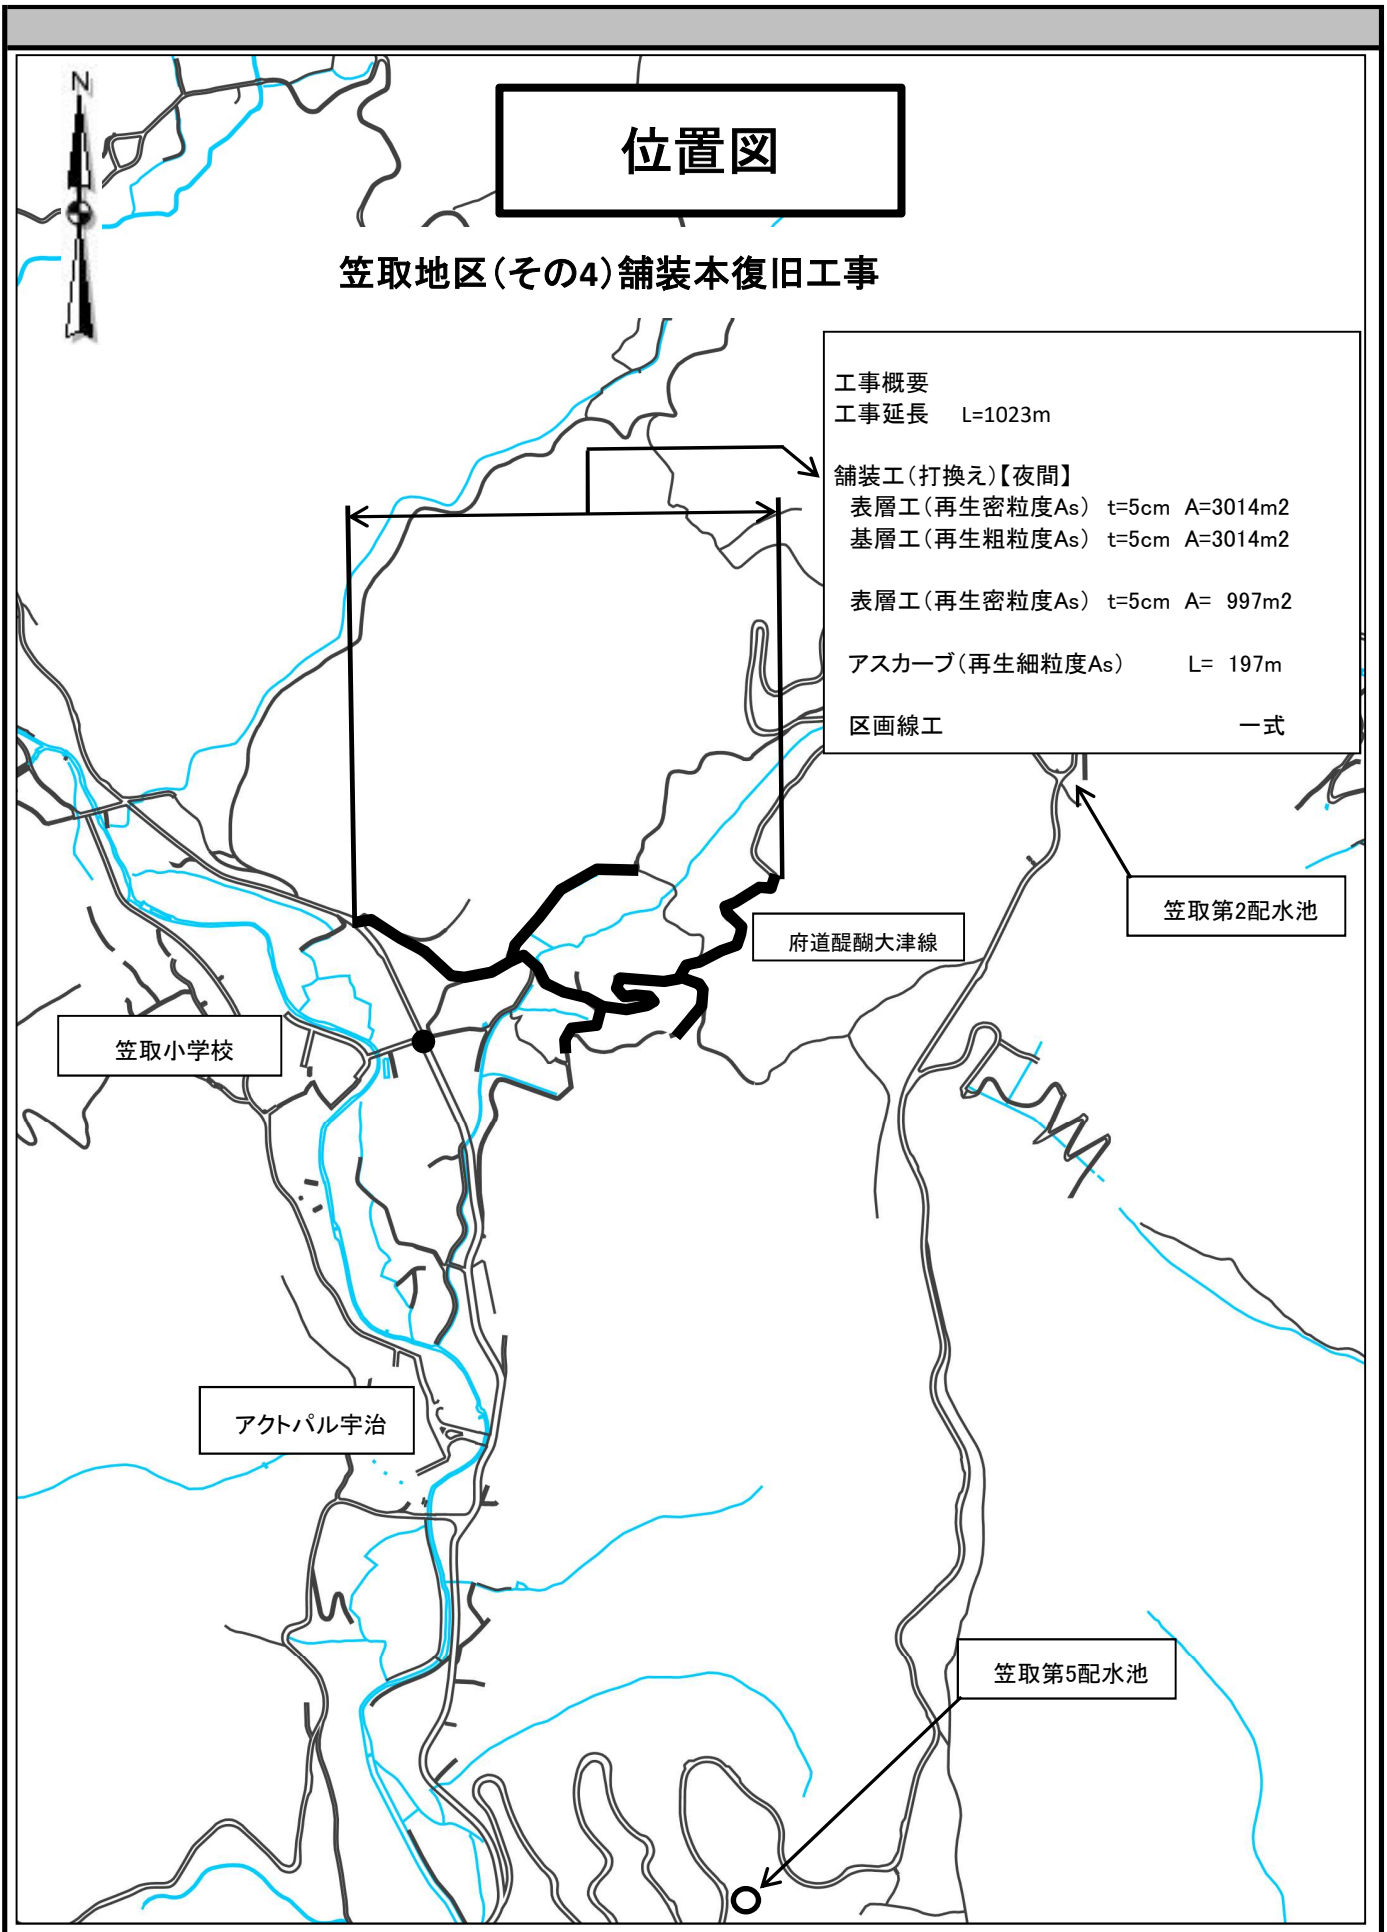 N
位置図
笠取地区(その4)舗装本復旧工事
工事概要
工事延長 L=1023m
舗装工(打換え)【夜間】
表層工(再生密粒度As) t=5cm A=3014m2
基層工(再生粗粒度As) t=5cm A=3014m2
表層工(再生密粒度As) t=5cm A= 997m2
アスカーブ(再生細粒度As) L= 197m
区画線工 一式
笠取第2配水池
府道醍醐大津線
笠取小学校
アクトパル宇治
笠取第5配水池